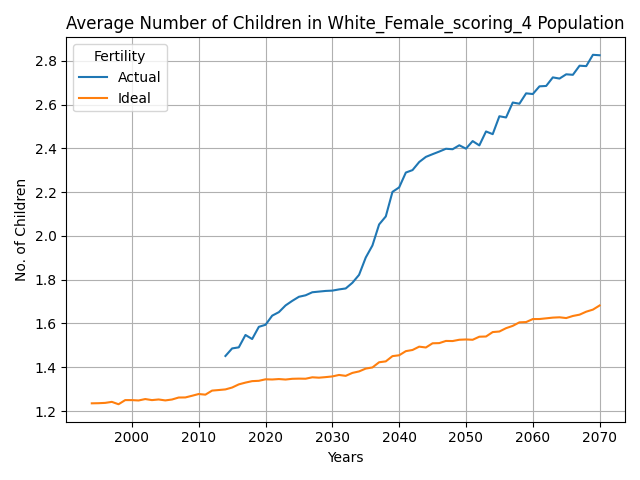 Average Number of Children in White_Female_scoring_4 Population
Fertility
Actual
Ideal
No. of Children
2.8
2.6
2.4
2.2
2.0
1.8
1.6
1.4
1.2
2000 2010 2020 2030 2040 2050 2060 2070
Years